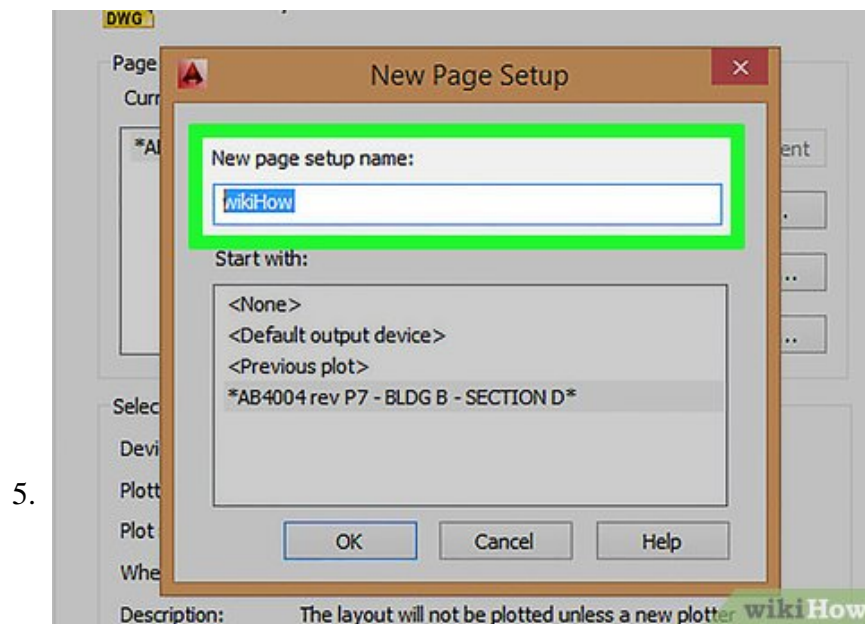 DWG
Page
New Page Setup
Curr
*Al
New page setup name:
ent
wikiHow
Start with:
...
<None>
<Default output device>
<Previous plot>
*AB4004 rev P7 - BLDG B - SECTION D*
Selec
Devi
5.
Plott
Plot
OK Cancel Help
Whe
Description: The layout will not be plotted unless a new plotter
wikiHow